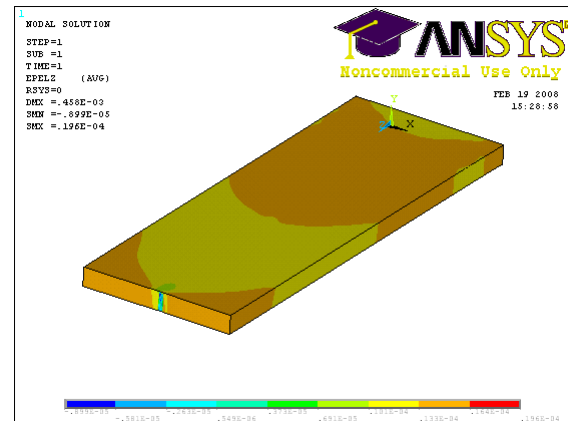 1
NODAL SOLUTION
STEP=1
SUB =1
TIME=1
EPELZ (AVG)
RSYS=0
DMX =.458E-03
SMN =-.899E-05
SMX =.196E-04
ANSYS
Noncommercial Use Only
FEB 19 2008
15:28:58
Y
X
-.899E-05
-.581E-05
-.263E-05
.549E-06
.373E-05
.691E-05
.101E-04
.133E-04
.164E-04
.196E-04